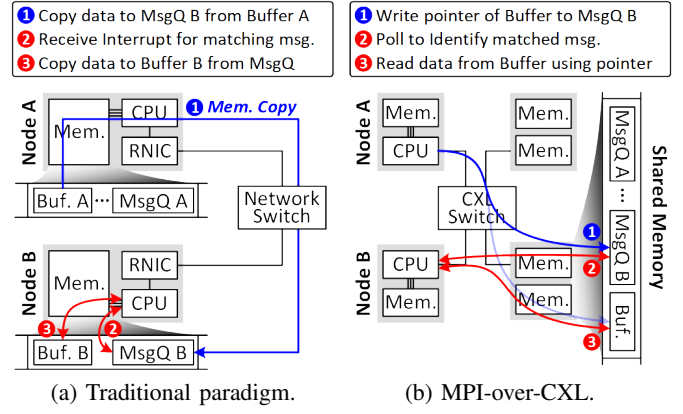 1 Copy data to MsgQ B from Buffer A
2 Receive Interrupt for matching msg.
3 Copy data to Buffer B from MsgQ
Node A
Mem.
CPU
RNIC
1 Mem. Copy
Buf. A ... MsgQ A
Network
Switch
Node B
Mem.
RNIC
CPU
3
2
Buf. B
MsgQ B
(a) Traditional paradigm.
1 Write pointer of Buffer to MsgQ B
2 Poll to Identify matched msg.
3 Read data from Buffer using pointer
Node A
Mem.
CPU
Mem.
Mem.
CXL
Switch
Node B
CPU
Mem.
Mem.
Mem.
1
2
3
MsgQ A
...
MsgQ B
Buf.
Shared Memory
(b) MPI-over-CXL.